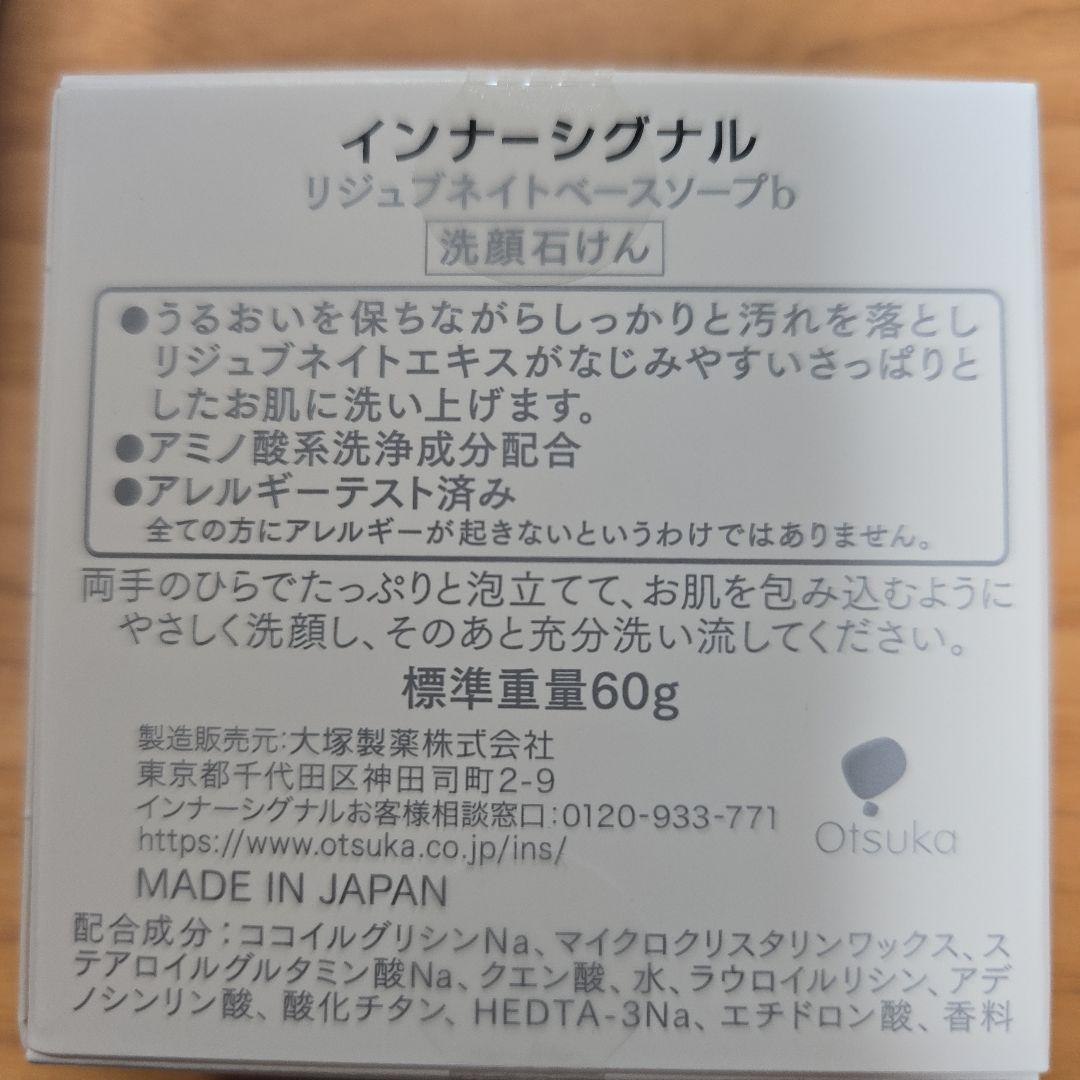 インナーシグナル
リジュブネイトベースソープb
洗顔石けん
●うるおいを保ちながらしっかりと汚れを落とし
リジュブネイトエキスがなじみやすいさっぱりと
したお肌に洗い上げます。
●アミノ酸系洗浄成分配合
●アレルギーテスト済み
全ての方にアレルギーが起きないというわけではありません。
両手のひらでたっぷりと泡立てて、お肌を包み込むように
やさしく洗顔し、そのあと充分洗い流してください。
標準重量60g
製造販売元:大塚製薬株式会社
東京都千代田区神田司町2-9
インナーシグナルお客様相談窓口:0120-933-771
https://www.otsuka.co.jp/ins/
Otsuka
MADE IN JAPAN
配合成分:ココイルグリシンNa、マイクロクリスタリンワックス、ス
テアロイルグルタミン酸Na、クエン酸、水、ラウロイルリシン、アデ
ノシンリン酸、酸化チタン、HEDTA-3Na、エチドロン酸、香料